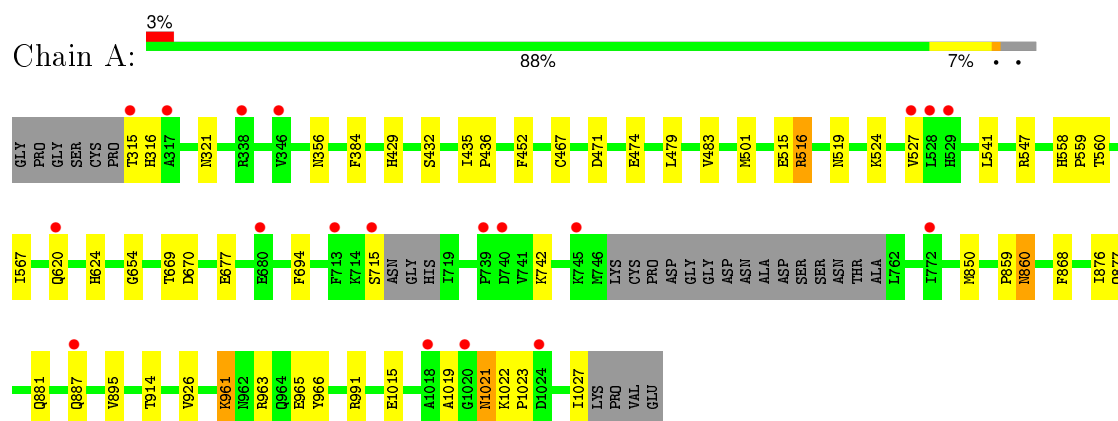 3%
Chain A:
88% 7% • •
GLY PRO GLY SER CYS PRO T315 H316 A317 N321 R338 V346 N356 F384 H429 S432 I435 P436 F452 C467 D471 E474 L479 V483 M501 E515 R516 N519 K524 V527 L528 H529 L541 R547 H558 P559 T560
I567 Q620 H624 G654 T669 D670 E677 E680 F694 F713 K714 S715 ASN GLY HIS I719 P739 D740 V741 K742 K745 M746 LYS CYS PRO ASP GLY GLY ASP ASN ALA ASP SER SER ASN THR ALA L762 I772 M850 P859 N860 F868 I876
Q881 Q887 V895 T914 V926 K961 N962 R963 Q964 E965 Y966 R991 E1015 A1018 A1019 G1020 N1021 K1022 P1023 D1024 I1027 LYS PRO VAL GLU